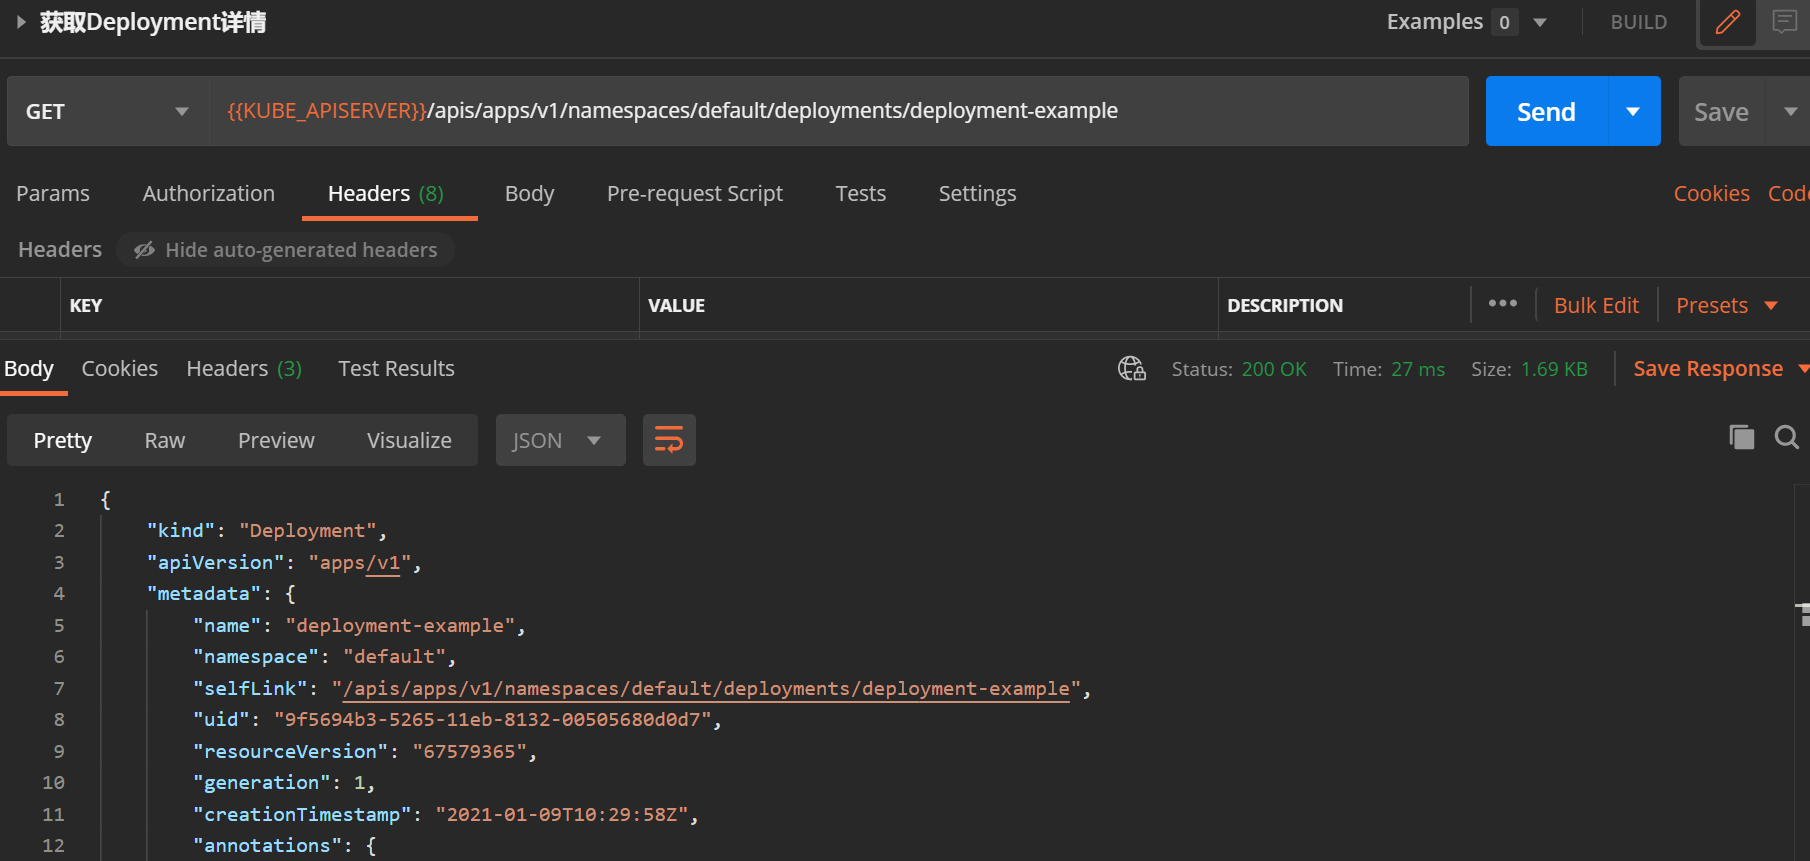 获取Deployment详情
Examples 0 BUILD
GET {{KUBE_APISERVER}}/apis/apps/v1/namespaces/default/deployments/deployment-example Send Save
Params Authorization Headers (8) Body Pre-request Script Tests Settings Cookies Code
Headers Hide auto-generated headers
KEY VALUE DESCRIPTION ••• Bulk Edit Presets
Body Cookies Headers (3) Test Results Status: 200 OK Time: 27 ms Size: 1.69 KB Save Response
Pretty Raw Preview Visualize JSON
1 {
2 "kind": "Deployment",
3 "apiVersion": "apps/v1",
4 "metadata": {
5 "name": "deployment-example",
6 "namespace": "default",
7 "selfLink": "/apis/apps/v1/namespaces/default/deployments/deployment-example",
8 "uid": "9f5694b3-5265-11eb-8132-00505680d0d7",
9 "resourceVersion": "67579365",
10 "generation": 1,
11 "creationTimestamp": "2021-01-09T10:29:58Z",
12 "annotations": {